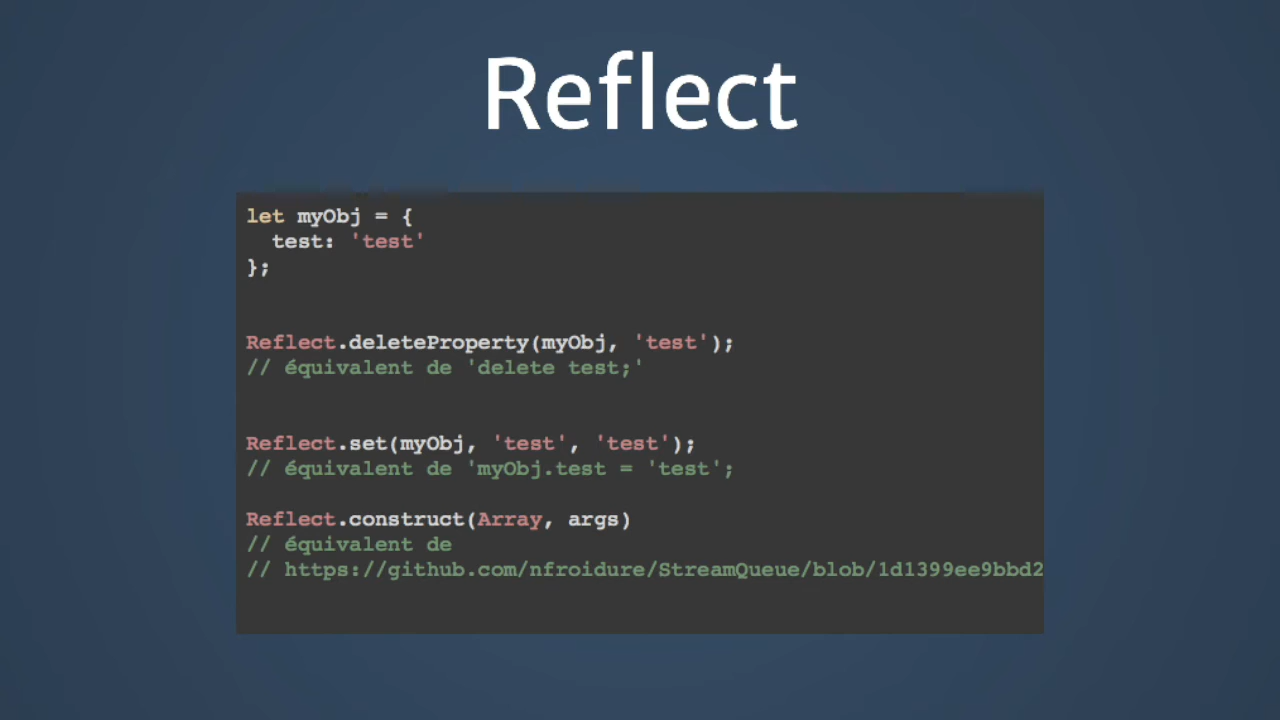 Reflect
let myObj = {
  test: 'test'
};
Reflect.deleteProperty(myObj, 'test');
// équivalent de 'delete test;'
Reflect.set(myObj, 'test', 'test');
// équivalent de 'myObj.test = 'test';
Reflect.construct(Array, args)
// équivalent de
// https://github.com/nfroidure/StreamQueue/blob/1d1399ee9bbd2